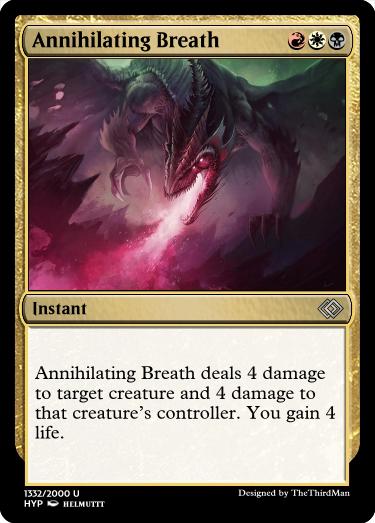 Annihilating Breath
Instant
Annihilating Breath deals 4 damage
to target creature and 4 damage to
that creature's controller. You gain 4
life.
1332/2000 U
HYP HELMUTTT
Designed by TheThirdMan